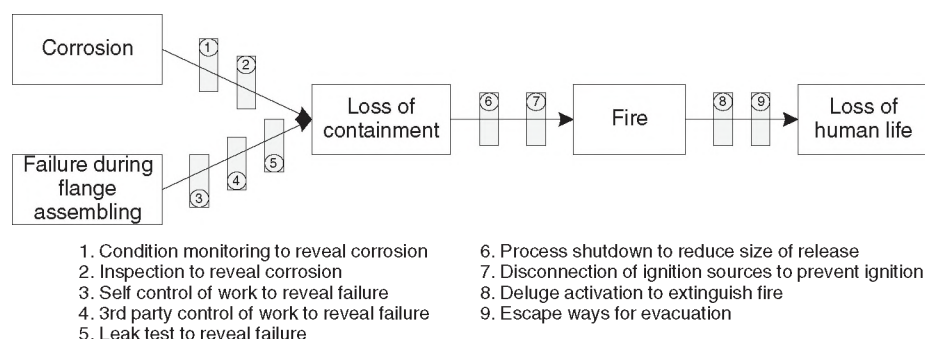 Corrosion
1
2
Loss of
containment
6
7
Fire
8
9
Loss of
human life
Failure during
flange
assembling
3
4
5
1. Condition monitoring to reveal corrosion
2. Inspection to reveal corrosion
3. Self control of work to reveal failure
4. 3rd party control of work to reveal failure
5. Leak test to reveal failure
6. Process shutdown to reduce size of release
7. Disconnection of ignition sources to prevent ignition
8. Deluge activation to extinguish fire
9. Escape ways for evacuation